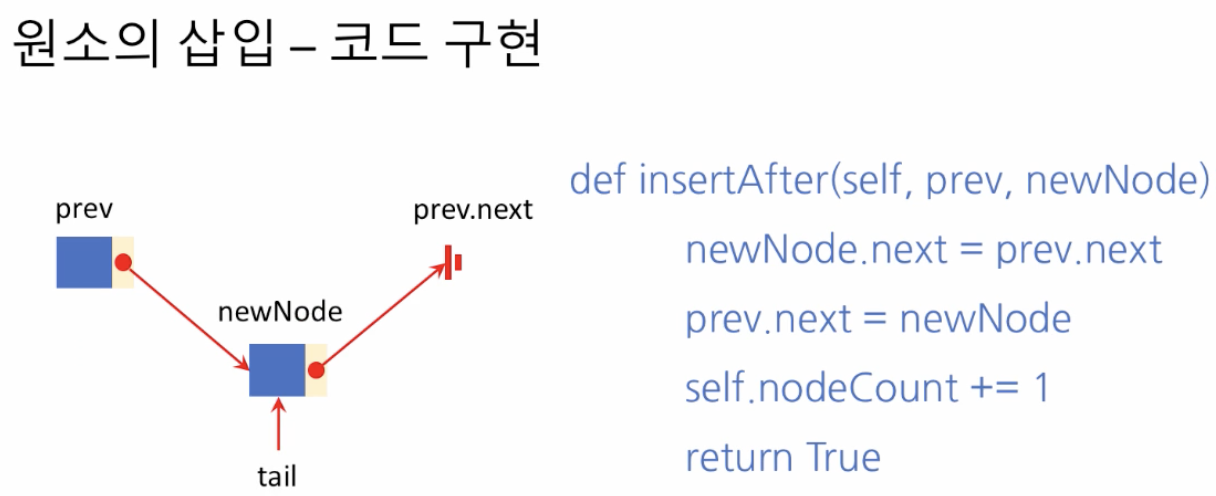 원소의 삽입 – 코드 구현
prev
prev.next
newNode
tail
def insertAfter(self, prev, newNode)
newNode.next = prev.next
prev.next = newNode
self.nodeCount += 1
return True